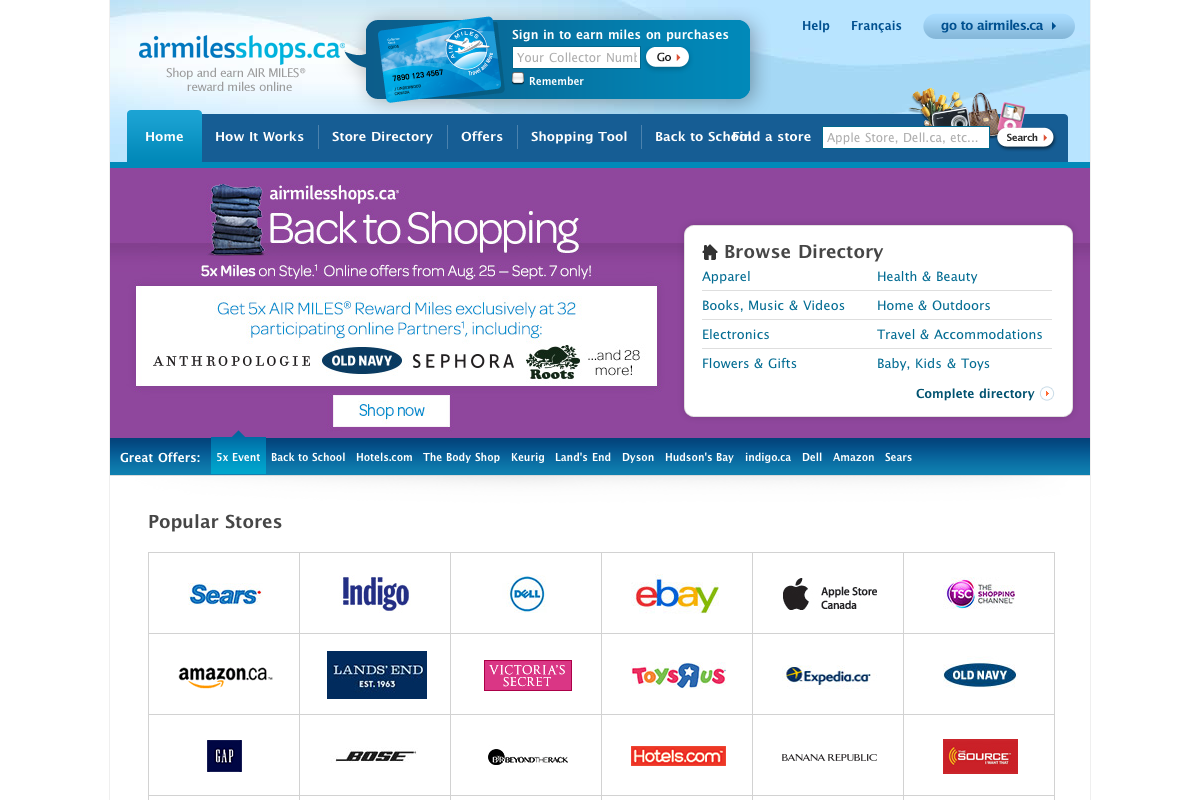 Help Français go to airmiles.ca
airmilesshops.ca®
Shop and earn AIR MILES®
reward miles online
AIR MILES
7890 123 4567
Sign in to earn miles on purchases
Your Collector Numb
Go
Remember
Home How It Works Store Directory Offers Shopping Tool Back to School Find a store Apple Store, Dell.ca, etc... Search
airmilesshops.ca®
Back to Shopping
5x Miles on Style.¹ Online offers from Aug. 25 – Sept. 7 only!
Get 5x AIR MILES® Reward Miles exclusively at 32
participating online Partners¹, including:
ANTHROPOLOGIE OLD NAVY SEPHORA Roots ...and 28
more!
Shop now
Browse Directory
Apparel Health & Beauty
Books, Music & Videos Home & Outdoors
Electronics Travel & Accommodations
Flowers & Gifts Baby, Kids & Toys
Complete directory
Great Offers: 5x Event Back to School Hotels.com The Body Shop Keurig Land's End Dyson Hudson's Bay indigo.ca Dell Amazon Sears
Popular Stores
Sears Indigo DELL ebay Apple Store
Canada
TSC THE
SHOPPING
CHANNEL
amazon.ca™ LANDS' END
EST. 1963
VICTORIA'S
SECRET
Toys R Us Expedia.ca OLD NAVY
GAP BOSE BTR BEYOND THE RACK Hotels.com BANANA REPUBLIC THE SOURCE
I WANT THAT